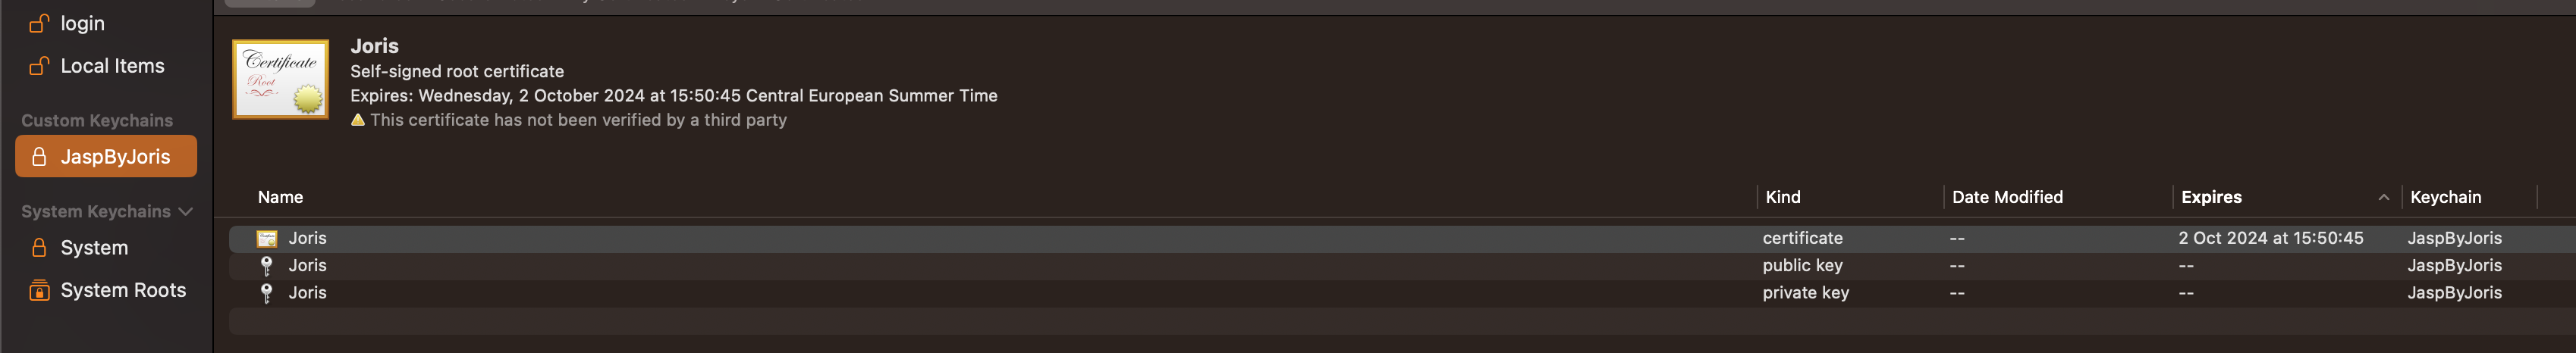 login
Local Items
Custom Keychains
JaspByJoris
System Keychains
System
System Roots
Certificate
Root
Joris
Self-signed root certificate
Expires: Wednesday, 2 October 2024 at 15:50:45 Central European Summer Time
This certificate has not been verified by a third party
Name Kind Date Modified Expires Keychain
Joris certificate -- 2 Oct 2024 at 15:50:45 JaspByJoris
Joris public key -- -- JaspByJoris
Joris private key -- -- JaspByJoris